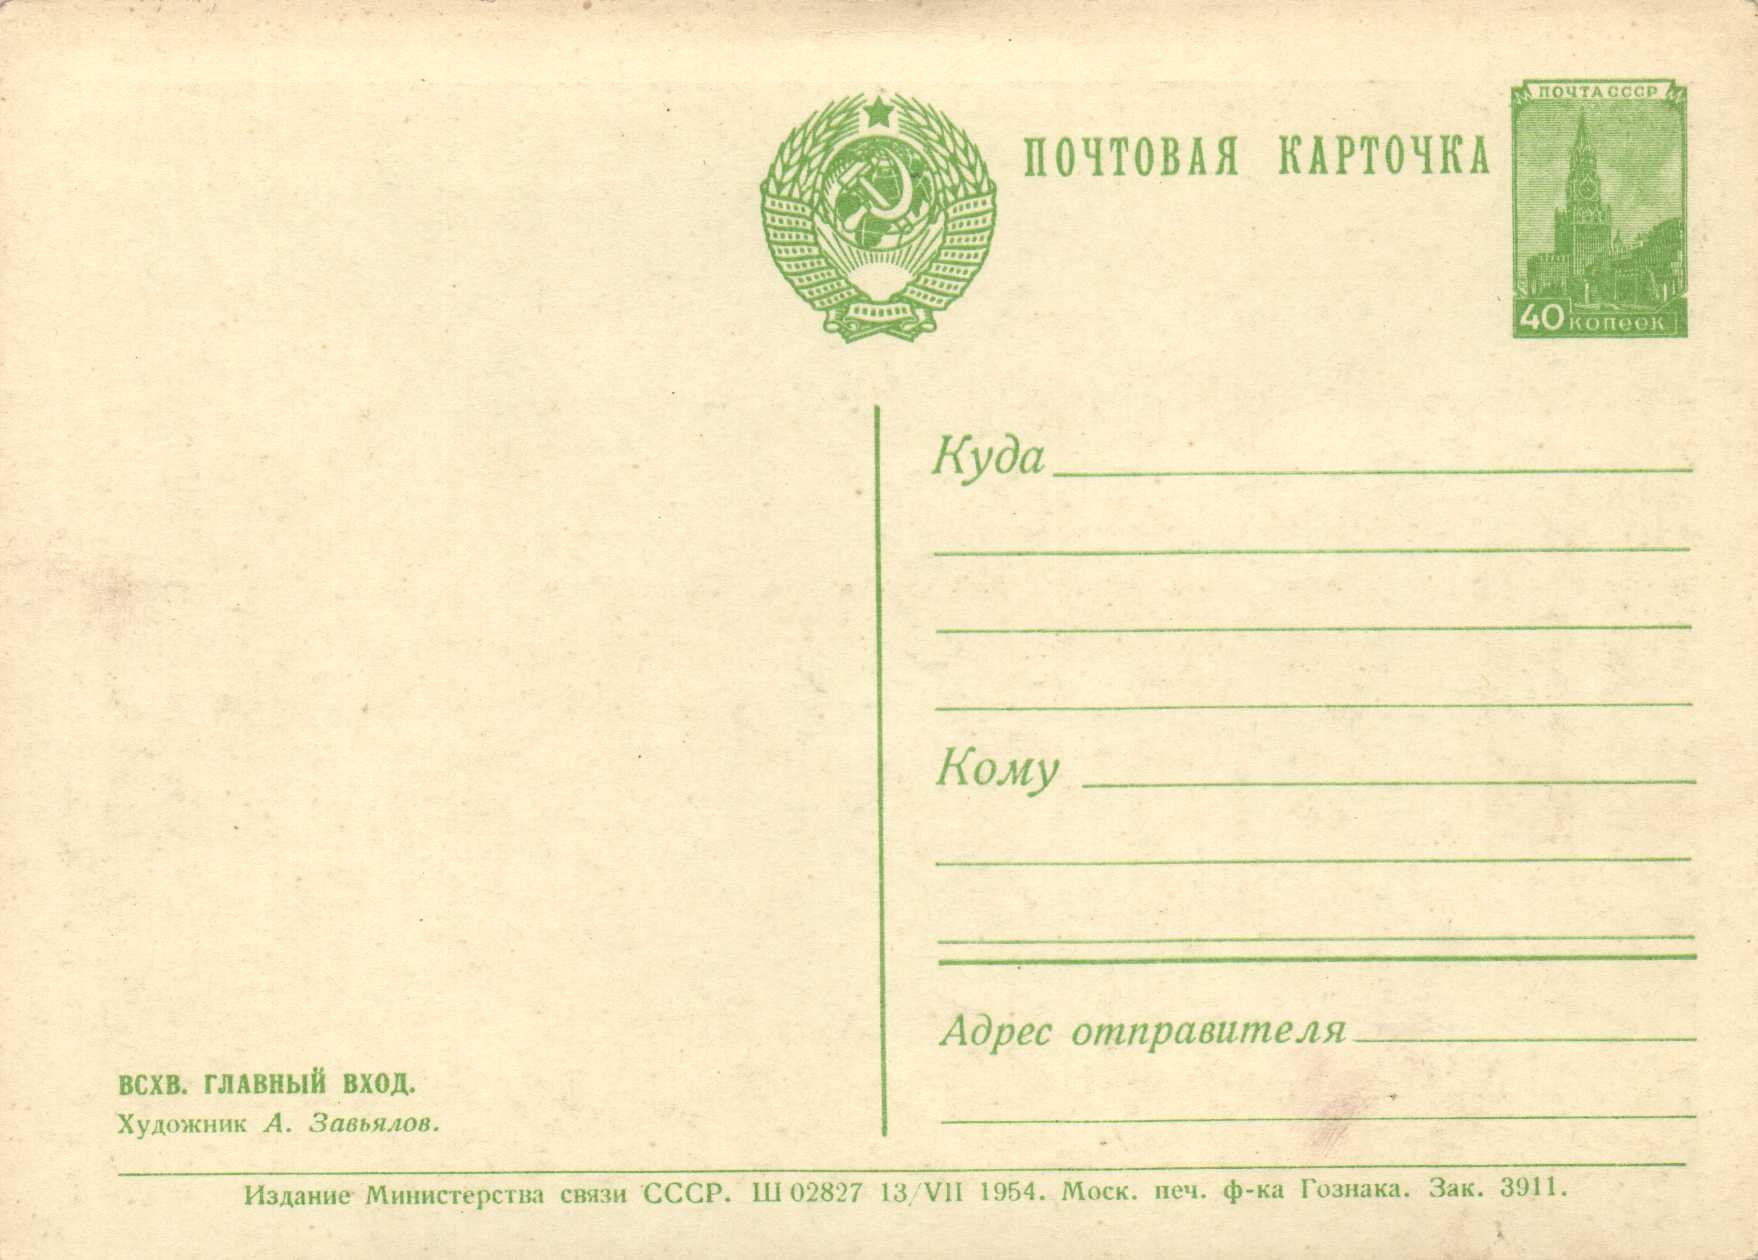 ПОЧТОВАЯ КАРТОЧКА
ПОЧТА СССР
40 копеек
Куда
Кому
Адрес отправителя
ВСХВ. ГЛАВНЫЙ ВХОД.
Художник А. Завьялов.
Издание Министерства связи СССР. Ш 02827 13/VII 1954. Моск. печ. ф-ка Гознака. Зак. 3911.